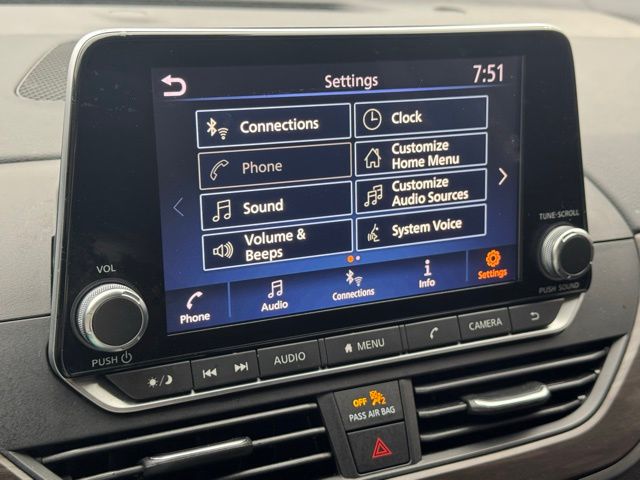 Settings
7:51
Connections
Clock
Phone
Customize
Home Menu
Sound
Customize
Audio Sources
Volume &
Beeps
System Voice
Phone
Audio
Connections
Info
Settings
VOL
PUSH
TUNE·SCROLL
PUSH SOUND
AUDIO
MENU
CAMERA
OFF
2
PASS AIR BAG